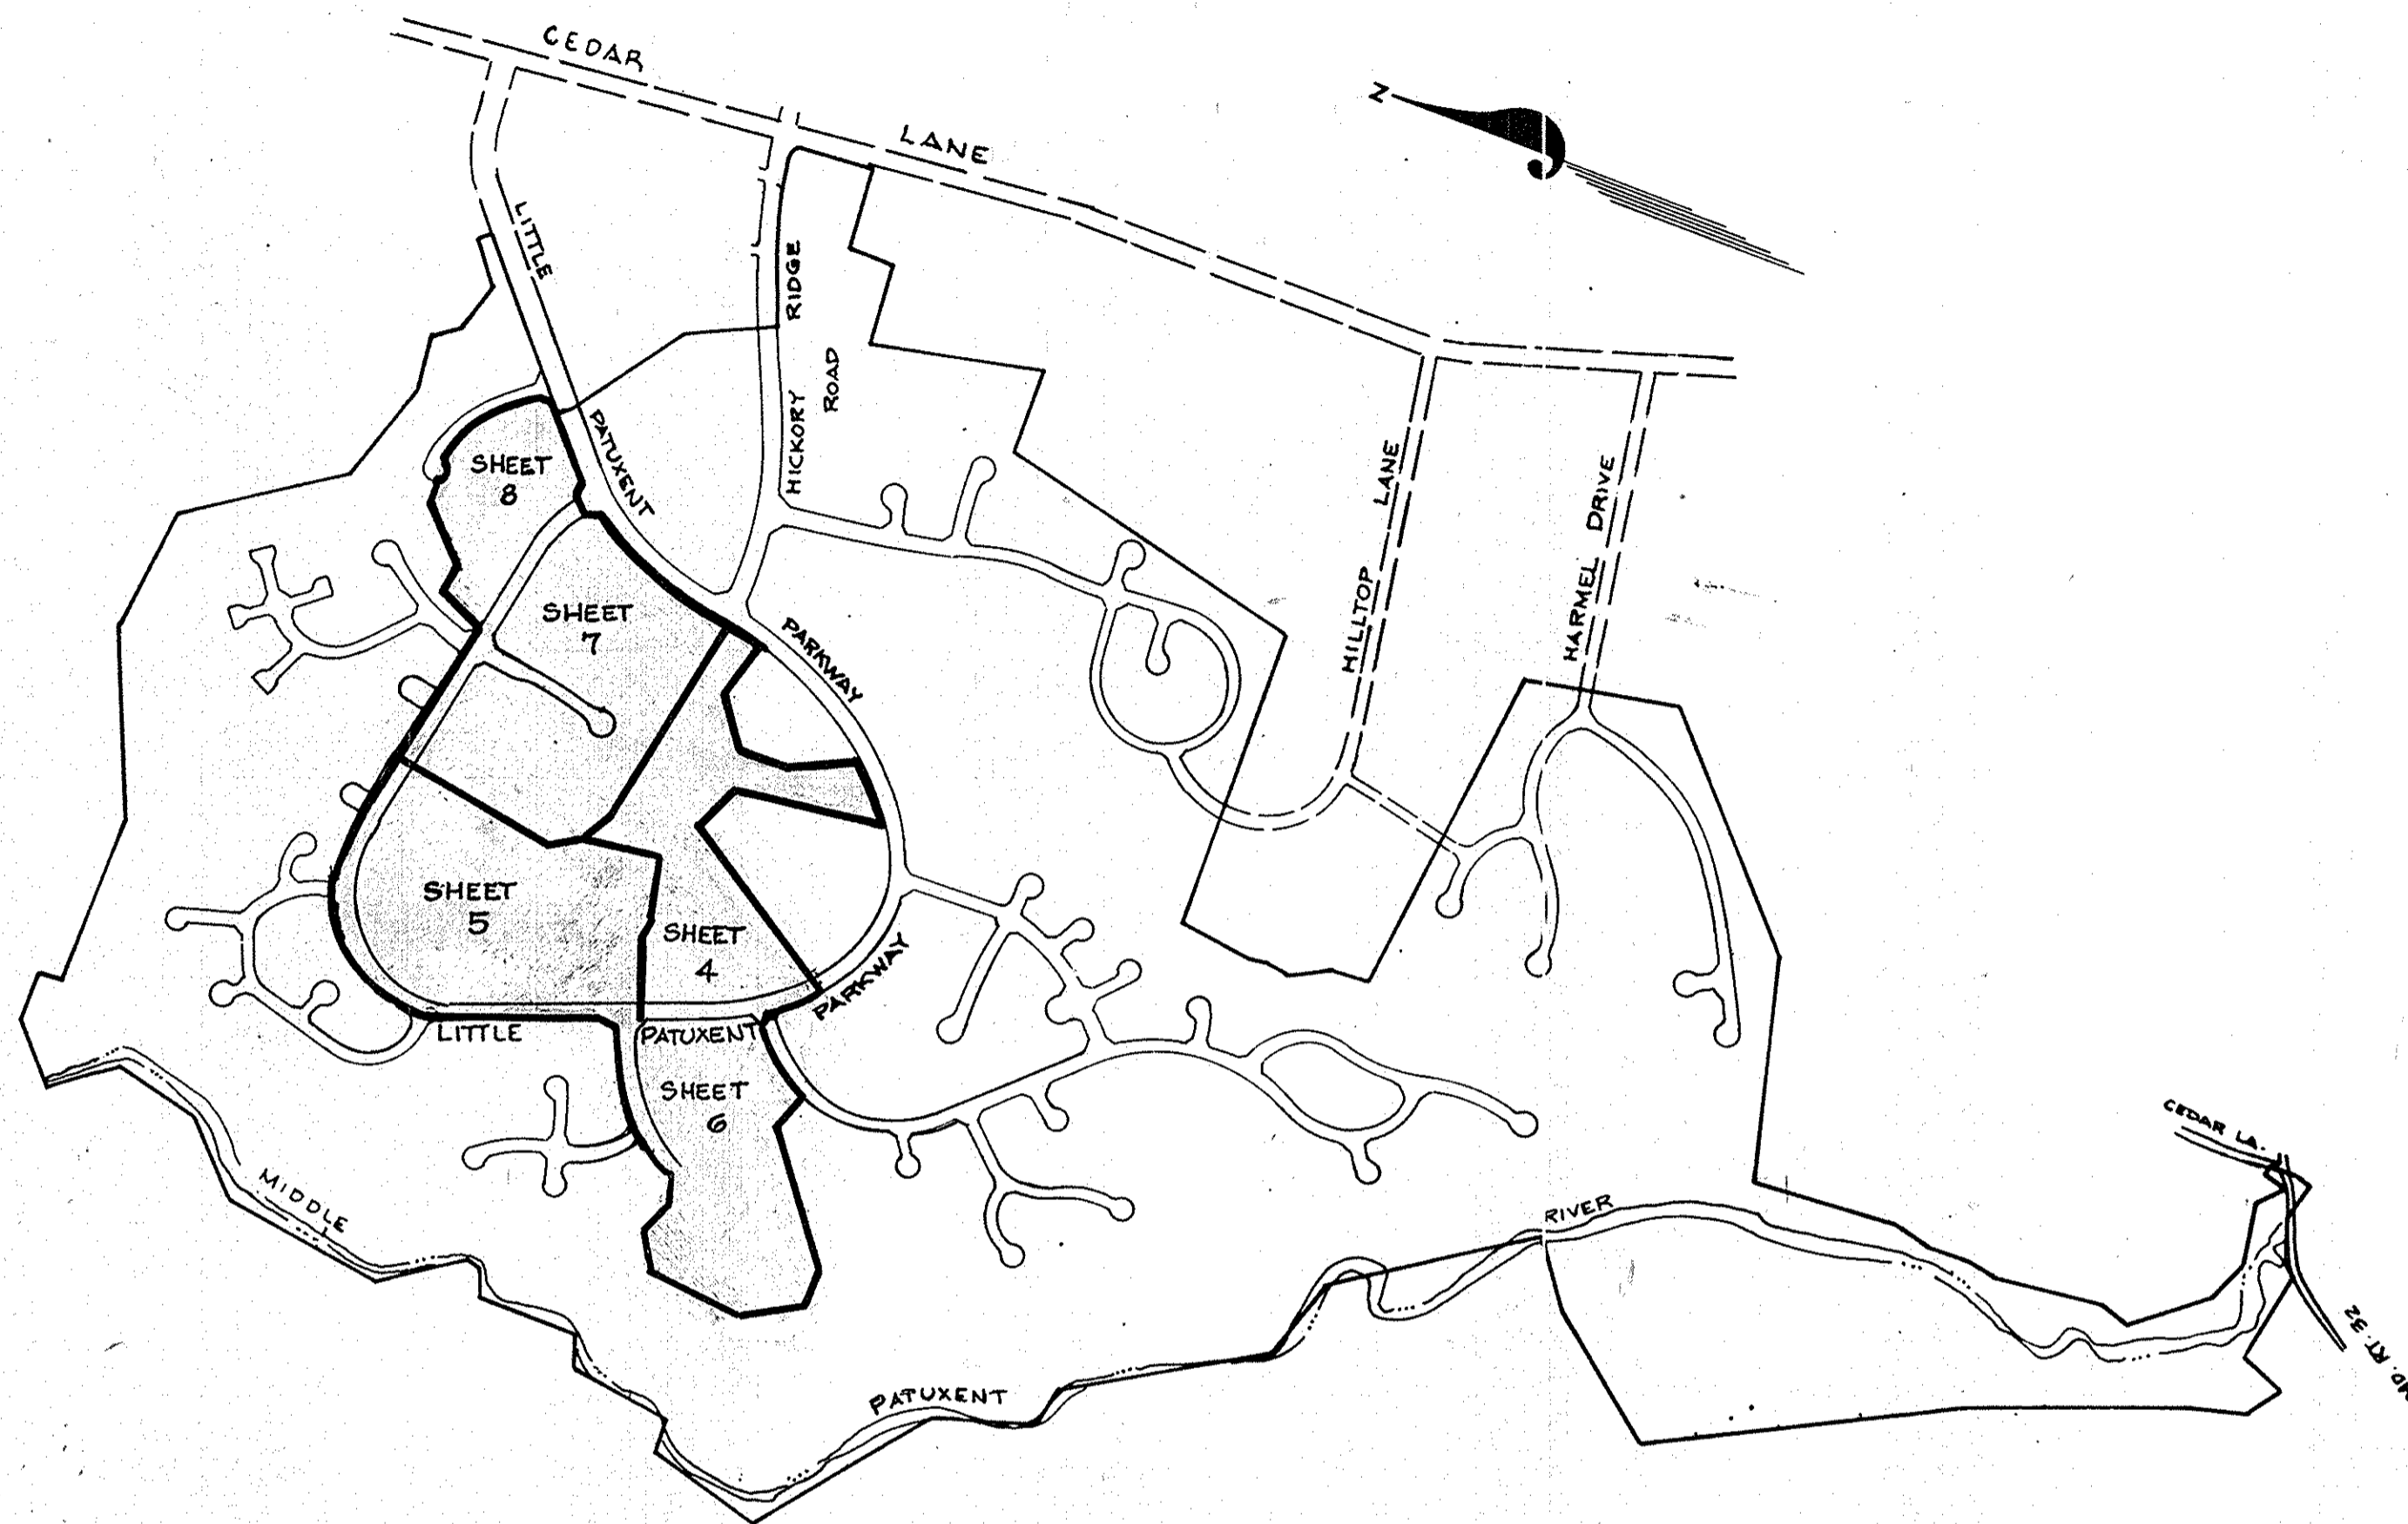 CEDAR
LANE
N
LITTLE
PATUXENT
PARKWAY
HICKORY
RIDGE
ROAD
HILLTOP
LANE
HARMEL
DRIVE
SHEET
8
SHEET
7
SHEET
5
SHEET
4
SHEET
6
LITTLE
PATUXENT
PARKWAY
MIDDLE
PATUXENT
RIVER
CEDAR LA.
MD. RT. 32